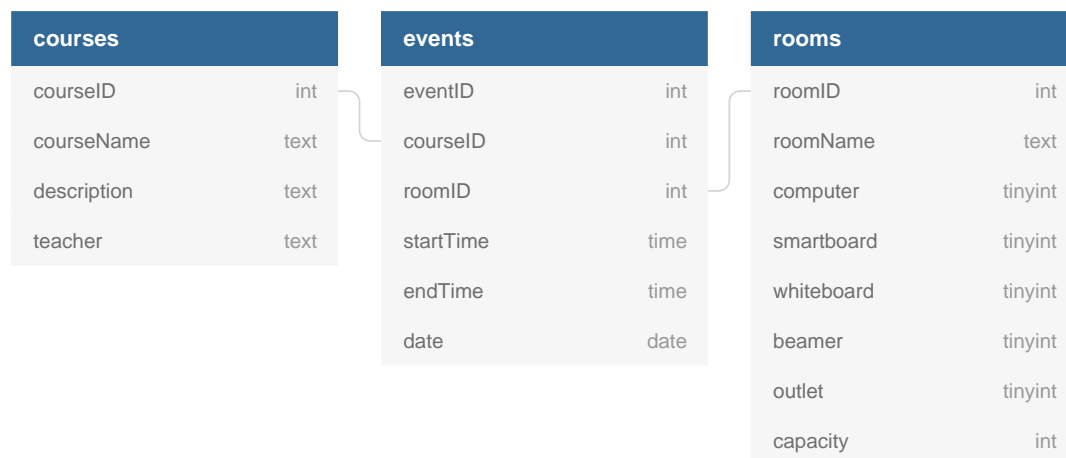 courses
courseID int
courseName text
description text
teacher text
events
eventID int
courseID int
roomID int
startTime time
endTime time
date date
rooms
roomID int
roomName text
computer tinyint
smartboard tinyint
whiteboard tinyint
beamer tinyint
outlet tinyint
capacity int